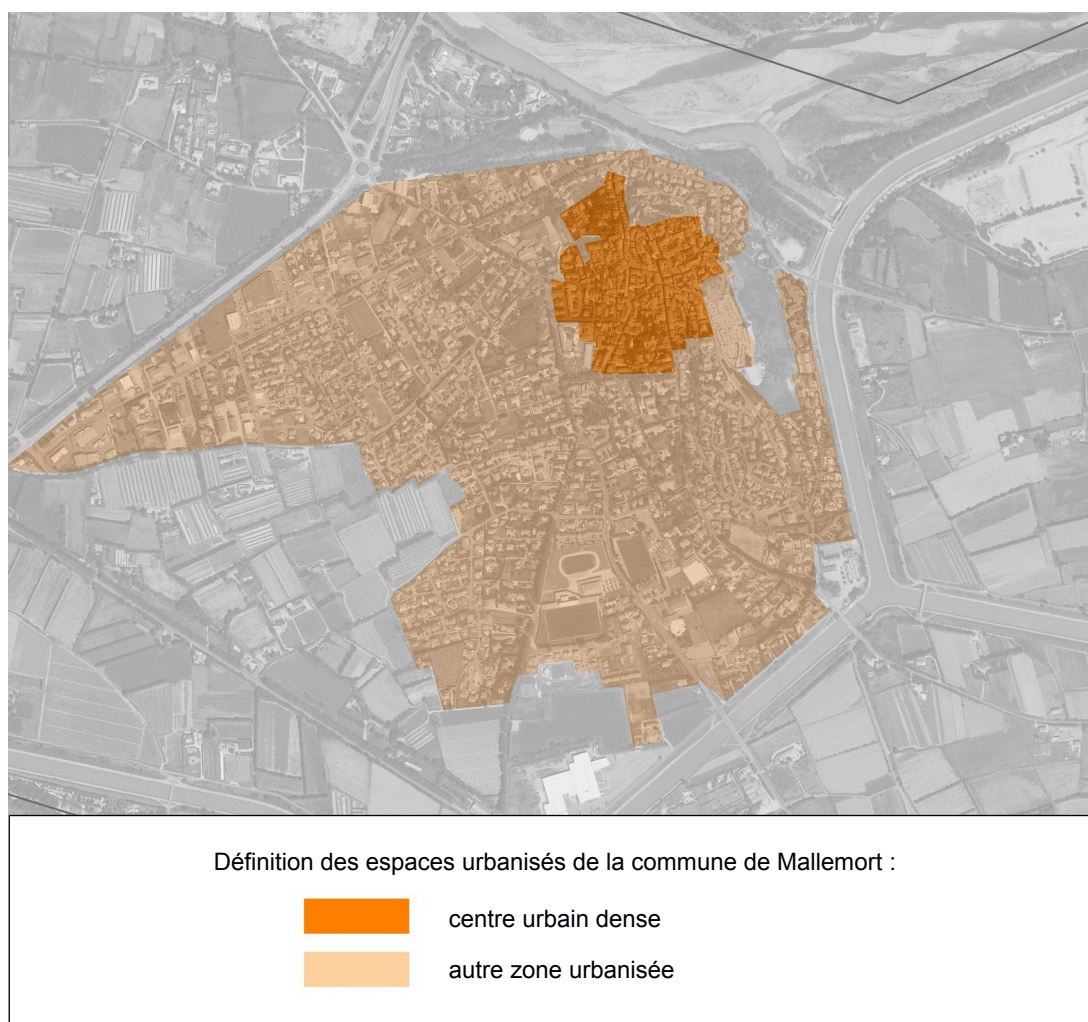 Définition des espaces urbanisés de la commune de Mallemort :
centre urbain dense
autre zone urbanisée